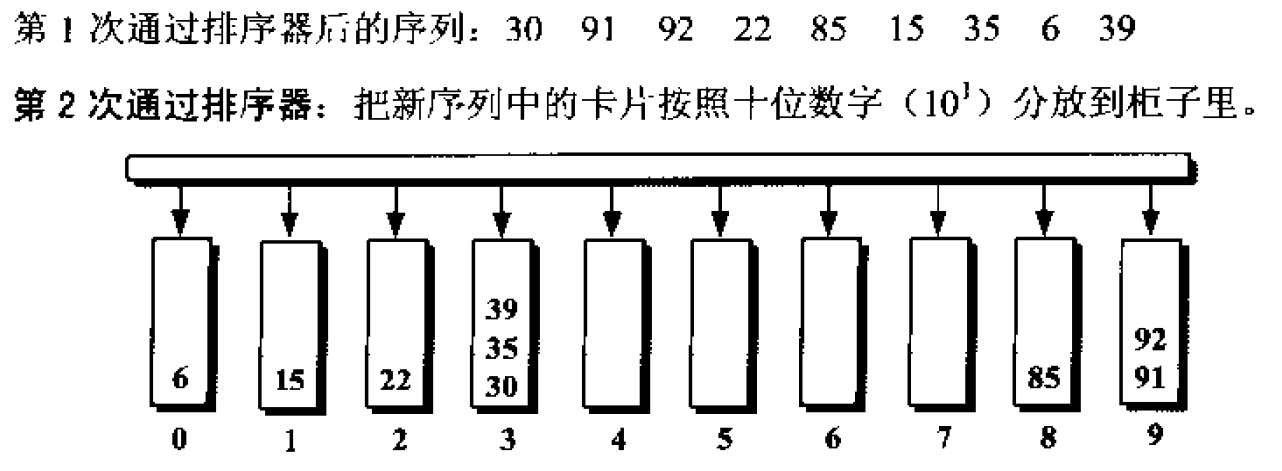 第 1 次通过排序器后的序列：30 91 92 22 85 15 35 6 39
第 2 次通过排序器：把新序列中的卡片按照十位数字（10¹）分放到柜子里。
39
35 92
6 15 22 30 85 91
0 1 2 3 4 5 6 7 8 9